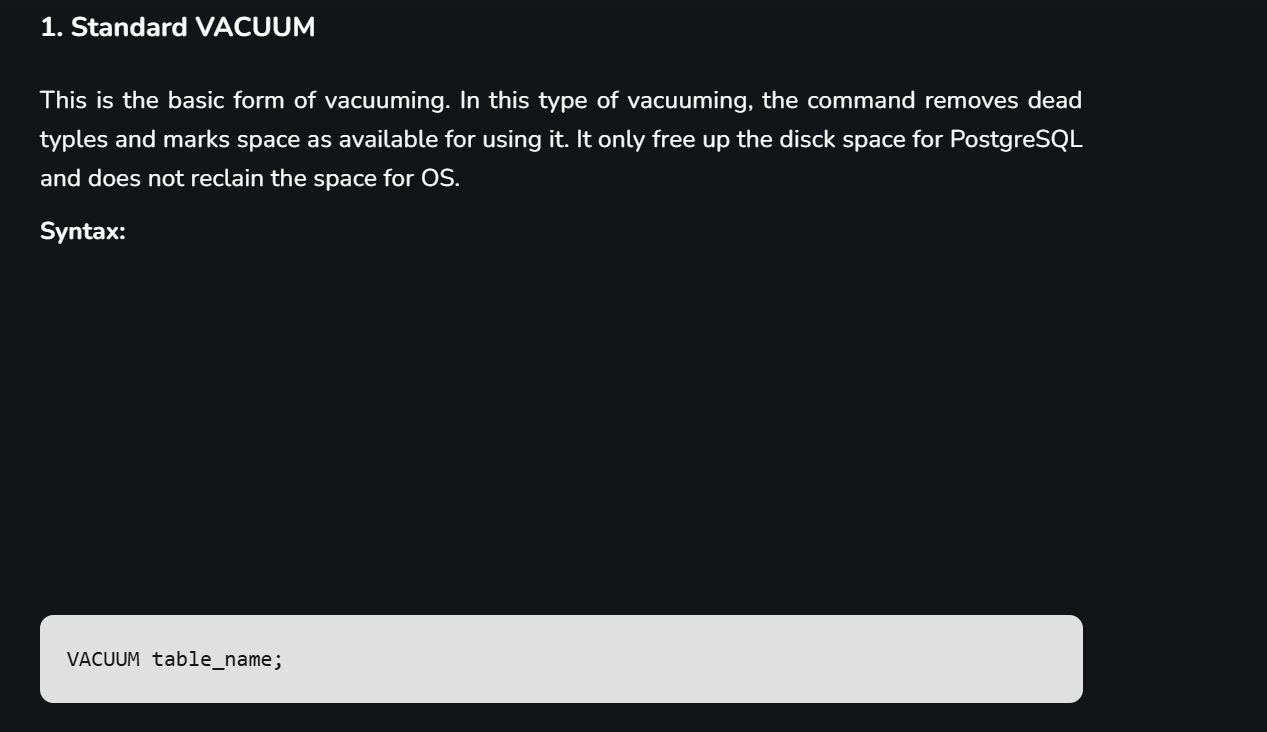 1. Standard VACUUM
This is the basic form of vacuuming. In this type of vacuuming, the command removes dead
typles and marks space as available for using it. It only free up the disck space for PostgreSQL
and does not reclain the space for OS.
Syntax:
VACUUM table_name;